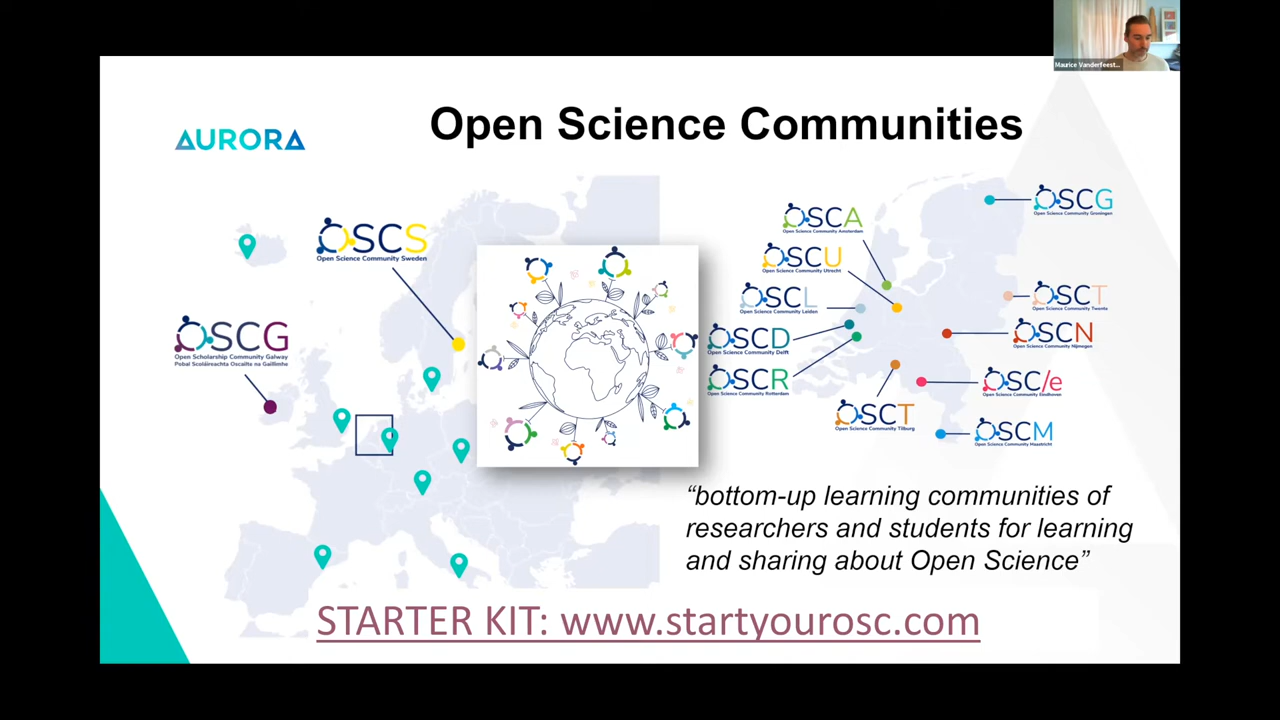 Maurice Vanderfeest...
Open Science Communities
AURORA
OSCS
Open Science Community Sweden
OSCG
Open Scholarship Community Galway
Pobal Scoláireachta Oscailte na Gaillimhe
OSCG
Open Science Community Groningen
OSCA
Open Science Community Amsterdam
OSCU
Open Science Community Utrecht
OSCL
Open Science Community Leiden
OSCT
Open Science Community Twente
OSCD
Open Science Community Delft
OSCN
Open Science Community Nijmegen
OSCR
Open Science Community Rotterdam
OSC/e
Open Science Community Eindhoven
OSCT
Open Science Community Tilburg
OSCM
Open Science Community Maastricht
“bottom-up learning communities of
researchers and students for learning
and sharing about Open Science”
STARTER KIT: www.startyourosc.com